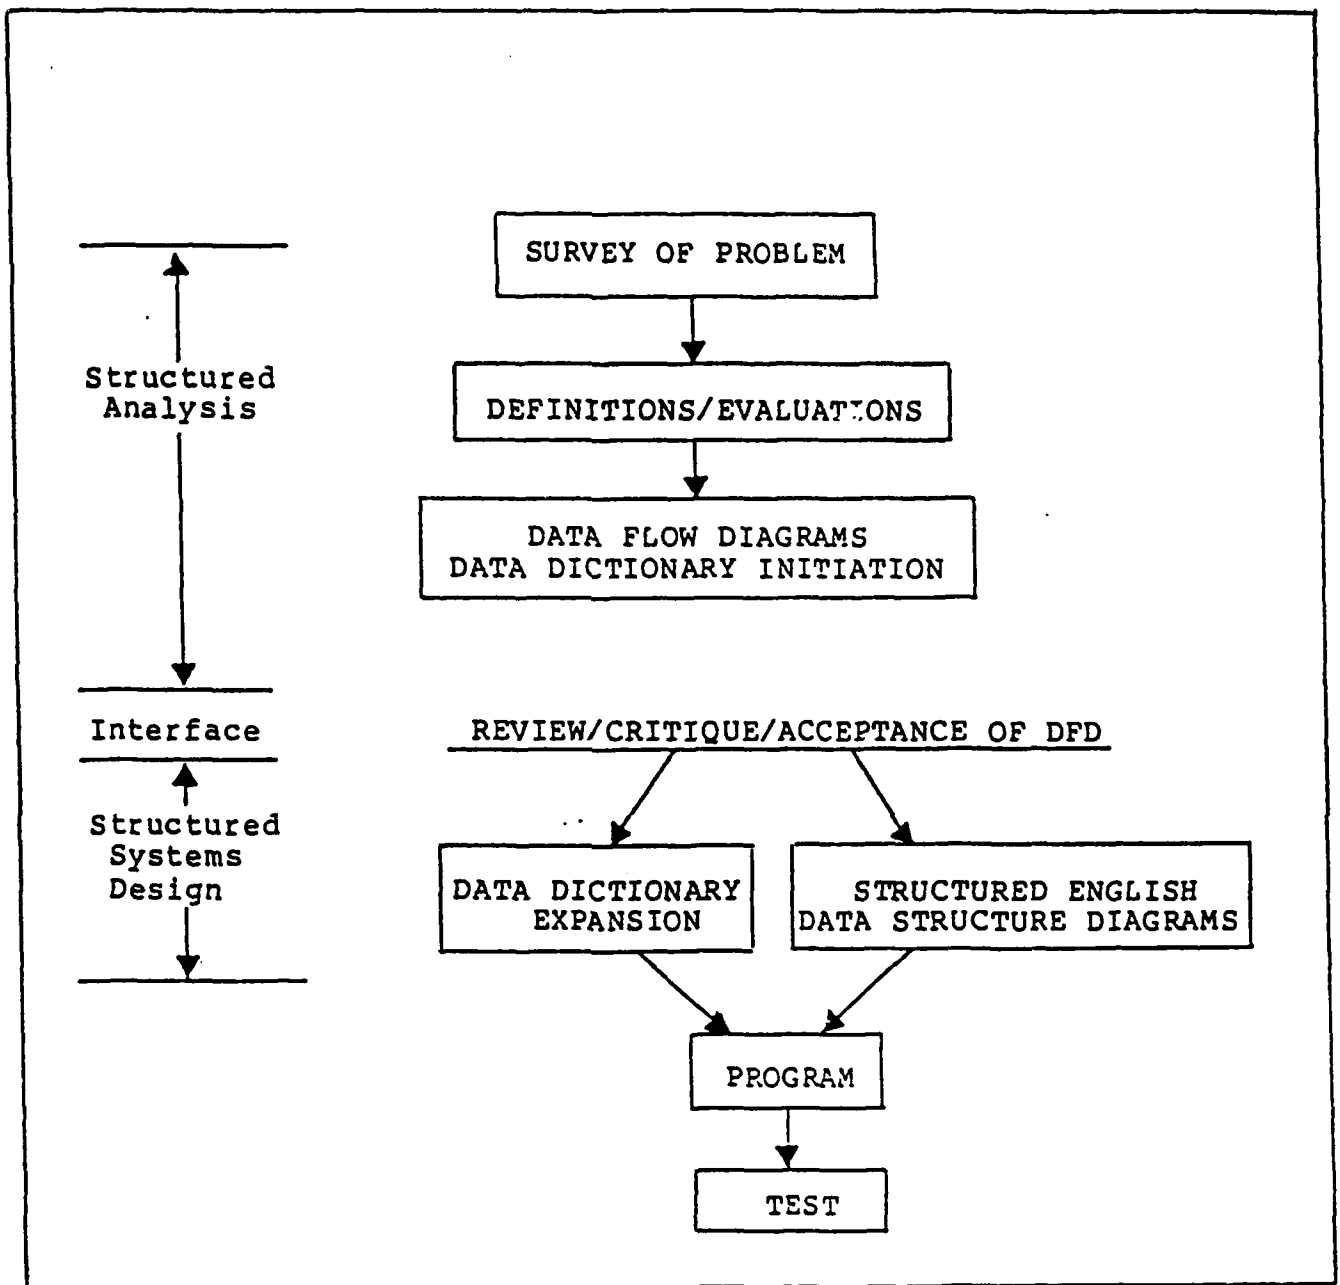 SURVEY OF PROBLEM
Structured
Analysis
DEFINITIONS/EVALUATIONS
DATA FLOW DIAGRAMS
DATA DICTIONARY INITIATION
Interface
REVIEW/CRITIQUE/ACCEPTANCE OF DFD
Structured
Systems
Design
DATA DICTIONARY
EXPANSION
STRUCTURED ENGLISH
DATA STRUCTURE DIAGRAMS
PROGRAM
TEST